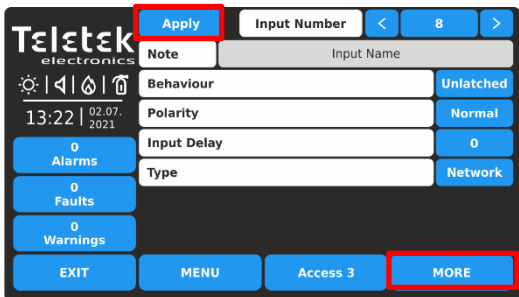 Teletek
electronics
Apply
Input Number
<
8
>
Note
Input Name
Behaviour
Unlatched
13:22
02.07.
2021
Polarity
Normal
Input Delay
0
Type
Network
0
Alarms
0
Faults
0
Warnings
EXIT
MENU
Access 3
MORE